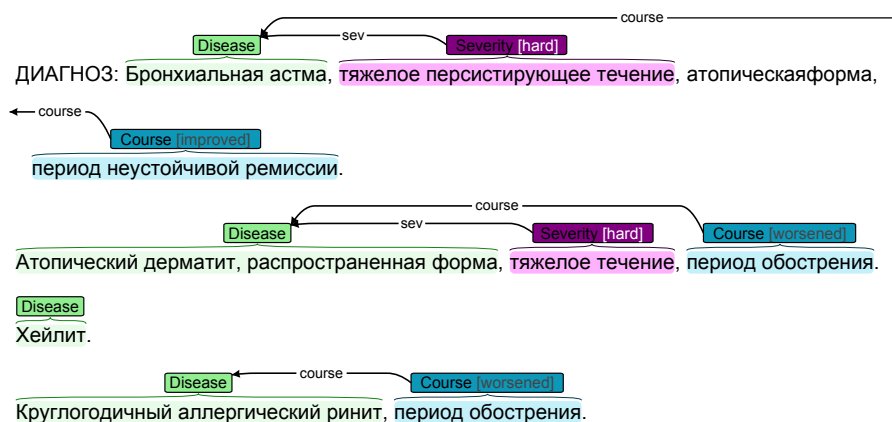 course
Disease sev Severity [hard]
ДИАГНОЗ: Бронхиальная астма, тяжелое персистирующее течение, атопическаяформа,
course
Course [improved]
период неустойчивой ремиссии.
course
sev
Disease Severity [hard] Course [worsened]
Атопический дерматит, распространенная форма, тяжелое течение, период обострения.
Disease
Хейлит.
Disease course Course [worsened]
Круглогодичный аллергический ринит, период обострения.